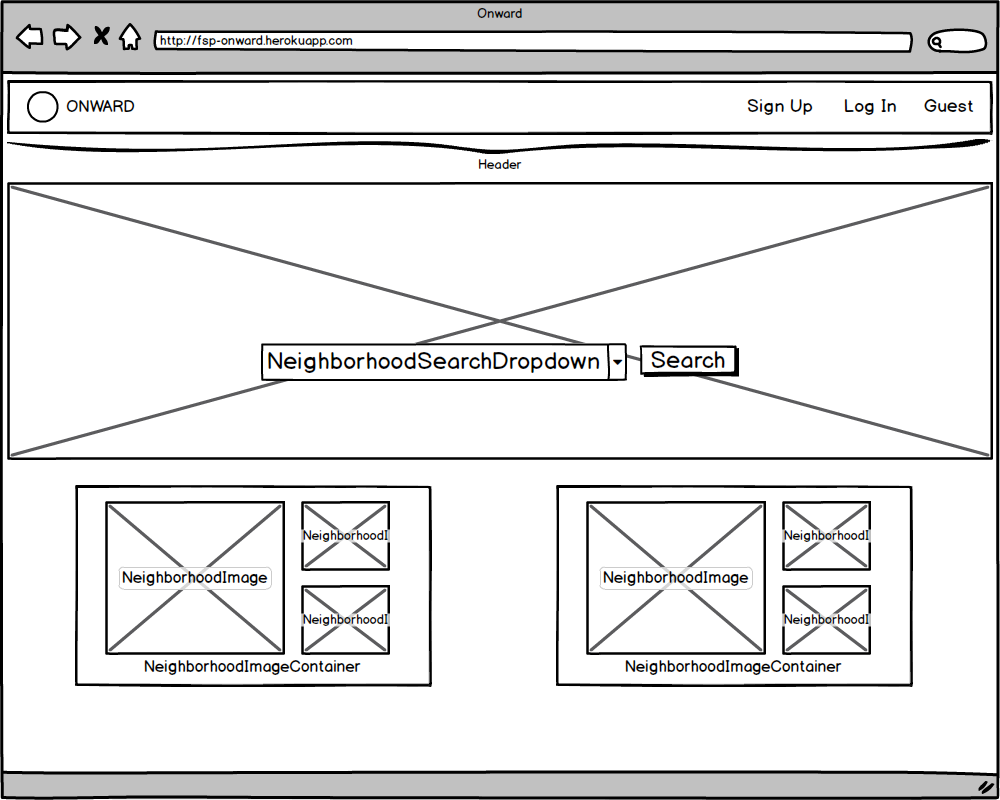 Onward
http://fsp-onward.herokuapp.com
ONWARD
Sign Up
Log In
Guest
Header
NeighborhoodSearchDropdown
Search
NeighborhoodImage
NeighborhoodI
NeighborhoodI
NeighborhoodImageContainer
NeighborhoodImage
NeighborhoodI
NeighborhoodI
NeighborhoodImageContainer